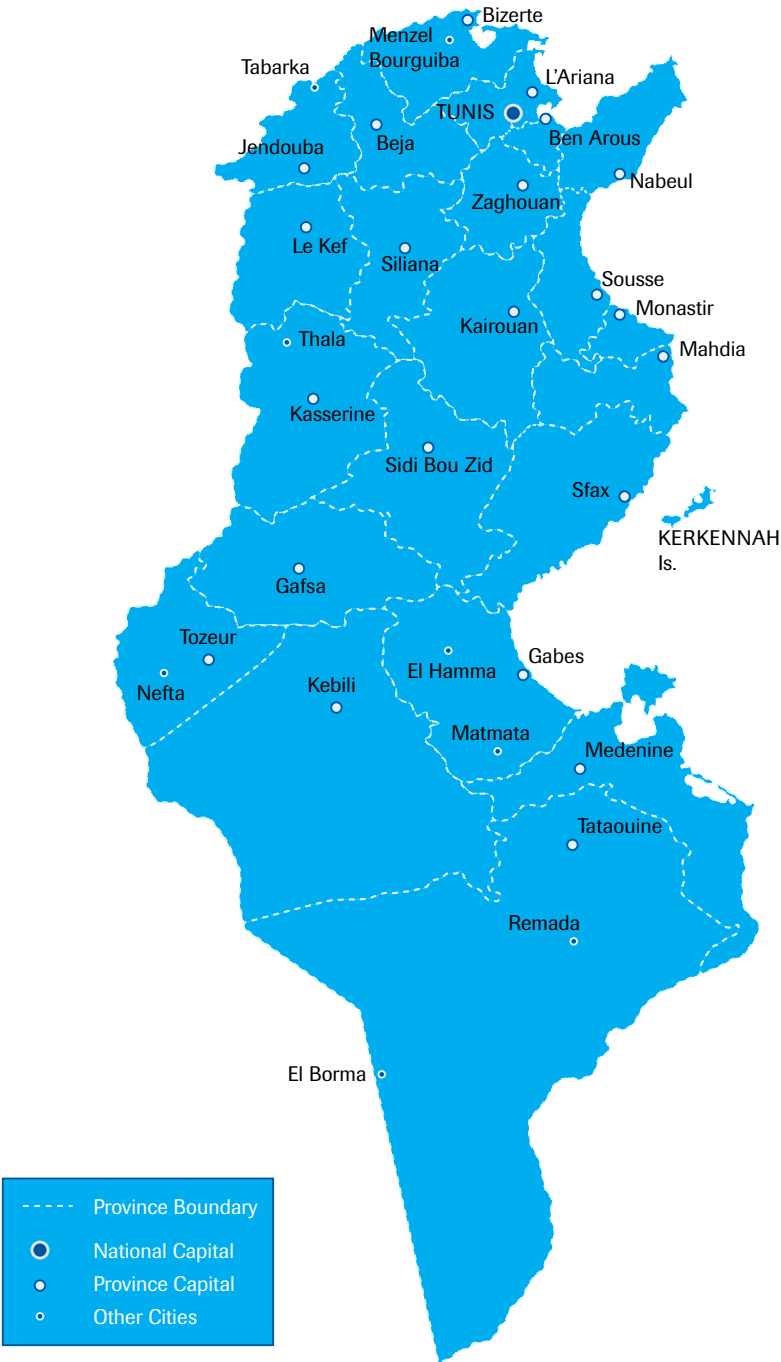 Bizerte
Menzel
Bourguiba
Tabarka
L'Ariana
TUNIS
Ben Arous
Beja
Jendouba
Nabeul
Zaghouan
Le Kef
Siliana
Sousse
Monastir
Kairouan
Thala
Mahdia
Kasserine
Sidi Bou Zid
Sfax
KERKENNAH
Is.
Gafsa
Tozeur
Gabes
El Hamma
Nefta
Kebili
Matmata
Medenine
Tataouine
Remada
El Borma
Province Boundary
National Capital
Province Capital
Other Cities